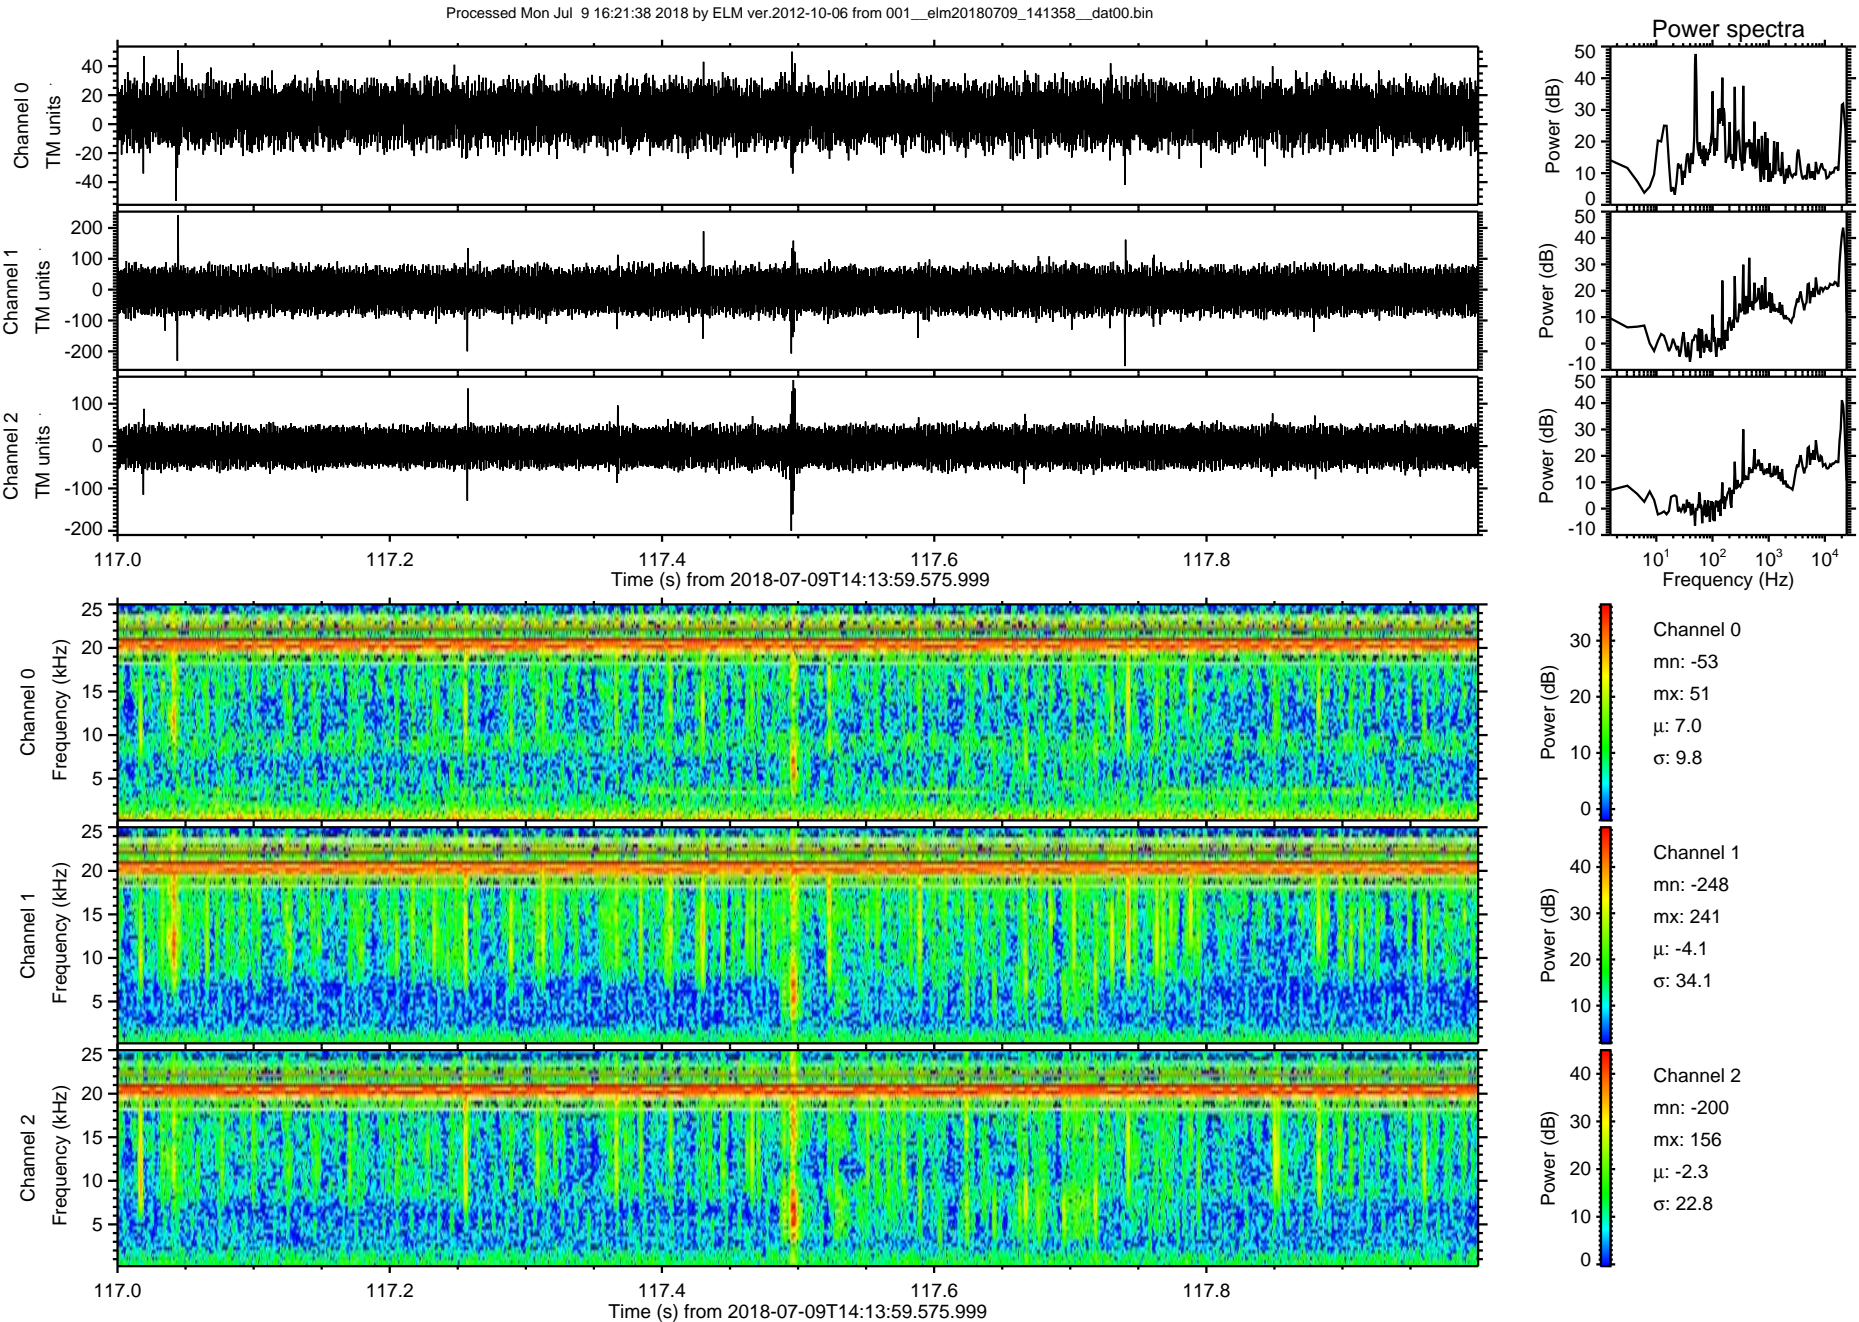 Processed Mon Jul  9 16:21:38 2018 by ELM ver.2012-10-06 from 001__elm20180709_141358__dat00.bin
Power spectra
Channel 0
TM units
40
20
0
-20
-40
Power (dB)
50
40
30
20
10
0
Channel 1
TM units
200
100
0
-100
-200
Power (dB)
50
40
30
20
10
0
-10
Channel 2
TM units
100
0
-100
-200
Power (dB)
50
40
30
20
10
0
-10
117.0 117.2 117.4 117.6 117.8
Time (s) from 2018-07-09T14:13:59.575.999
10^1 10^2 10^3 10^4
Frequency (Hz)
Channel 0
Frequency (kHz)
25
20
15
10
5
Power (dB)
30
20
10
0
Channel 0
mn: -53
mx: 51
μ: 7.0
σ: 9.8
Channel 1
Frequency (kHz)
25
20
15
10
5
Power (dB)
40
30
20
10
Channel 1
mn: -248
mx: 241
μ: -4.1
σ: 34.1
Channel 2
Frequency (kHz)
25
20
15
10
5
Power (dB)
40
30
20
10
0
Channel 2
mn: -200
mx: 156
μ: -2.3
σ: 22.8
117.0 117.2 117.4 117.6 117.8
Time (s) from 2018-07-09T14:13:59.575.999